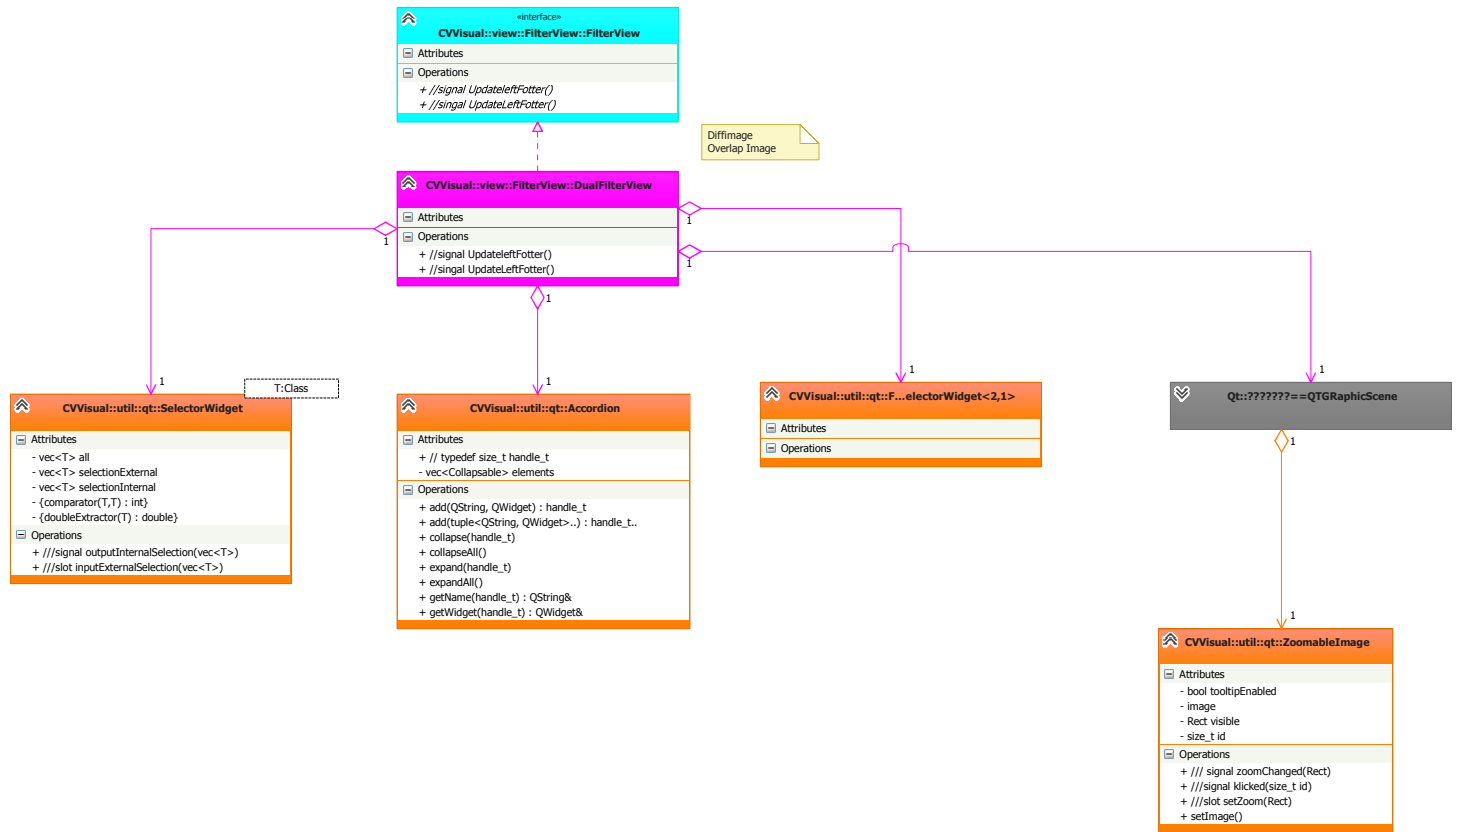 «interface»
CVVisual::view::FilterView::FilterView
Attributes
Operations
+ //signal UpdateleftFotter()
+ //singal UpdateLeftFotter()
Diffimage
Overlap Image
CVVisual::view::FilterView::DualFilterView
Attributes
Operations
+ //signal UpdateleftFotter()
+ //singal UpdateLeftFotter()
1
1
1
1
1
1
1
1
T:Class
CVVisual::util::qt::SelectorWidget
Attributes
- vec<T> all
- vec<T> selectionExternal
- vec<T> selectionInternal
- {comparator(T,T) : int}
- {doubleExtractor(T) : double}
Operations
+ ///signal outputInternalSelection(vec<T>)
+ ///slot inputExternalSelection(vec<T>)
CVVisual::util::qt::Accordion
Attributes
+ // typedef size_t handle_t
- vec<Collapsable> elements
Operations
+ add(QString, QWidget) : handle_t
+ add(tuple<QString, QWidget>..) : handle_t..
+ collapse(handle_t)
+ collapseAll()
+ expand(handle_t)
+ expandAll()
+ getName(handle_t) : QString&
+ getWidget(handle_t) : QWidget&
CVVisual::util::qt::F...electorWidget<2,1>
Attributes
Operations
Qt::???????==QTGRaphicScene
1
1
CVVisual::util::qt::ZoomableImage
Attributes
- bool tooltipEnabled
- image
- Rect visible
- size_t id
Operations
+ /// signal zoomChanged(Rect)
+ ///signal klicked(size_t id)
+ ///slot setZoom(Rect)
+ setImage()